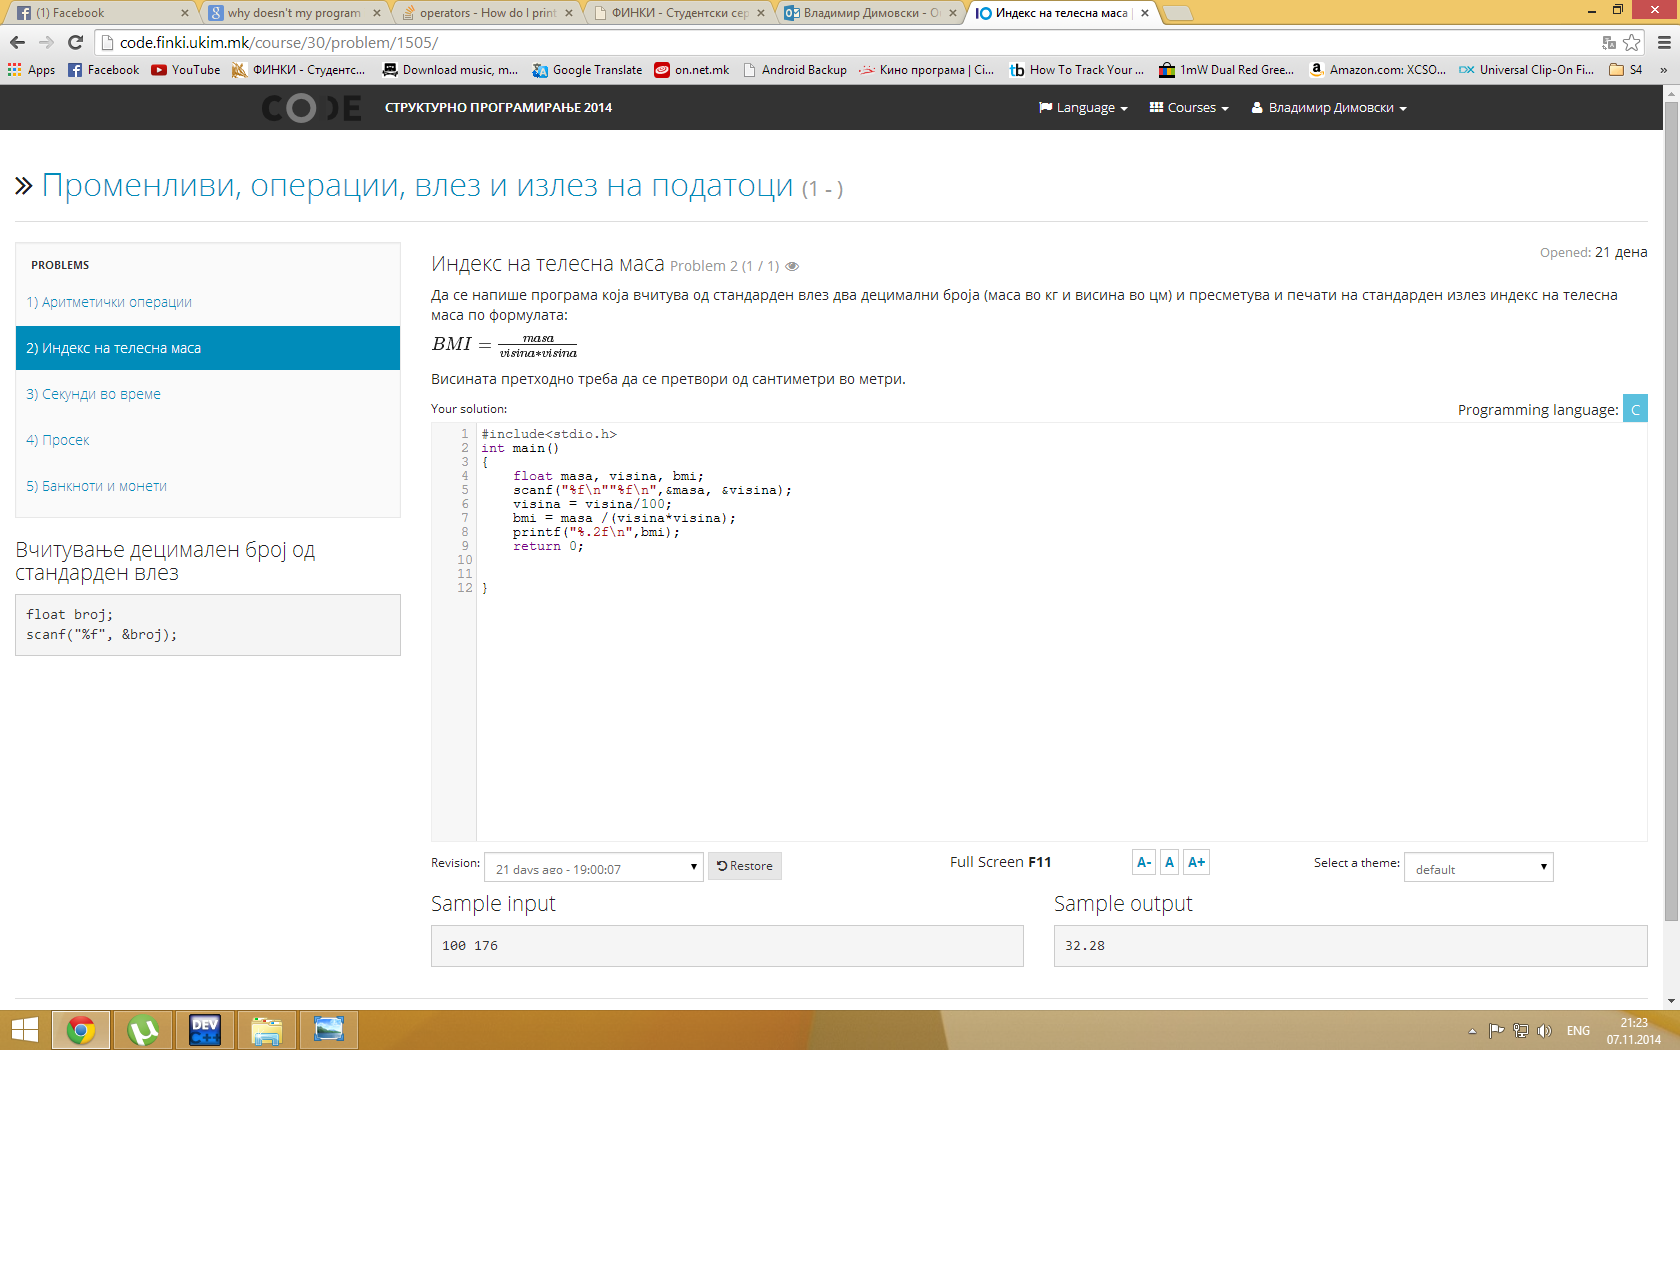 (1) Facebook
why doesn't my program
operators - How do I print
ФИНКИ - Студентски сер
Владимир Димовски - O
Индекс на телесна маса
code.finki.ukim.mk/course/30/problem/1505/
Apps Facebook YouTube ФИНКИ - Студентс... Download music, m... Google Translate on.net.mk Android Backup Кино програма | Ci... How To Track Your ... 1mW Dual Red Gree... Amazon.com: XCSO... Universal Clip-On Fi... S4 »
CODE СТРУКТУРНО ПРОГРАМИРАЊЕ 2014 Language Courses Владимир Димовски
Променливи, операции, влез и излез на податоци (1 - )
PROBLEMS
1) Аритметички операции
2) Индекс на телесна маса
3) Секунди во време
4) Просек
5) Банкноти и монети
Вчитување децимален број од
стандарден влез
float broj;
scanf("%f", &broj);
Opened: 21 дена
Индекс на телесна маса Problem 2 (1 / 1)
Да се напише програма која вчитува од стандарден влез два децимални броја (маса во кг и висина во цм) и пресметува и печати на стандарден излез индекс на телесна
маса по формулата:
BMI = masa / visina*visina
Висината претходно треба да се претвори од сантиметри во метри.
Your solution:
Programming language: C
1 #include<stdio.h>
2 int main()
3 {
4 float masa, visina, bmi;
5 scanf("%f\n""%f\n",&masa, &visina);
6 visina = visina/100;
7 bmi = masa /(visina*visina);
8 printf("%.2f\n",bmi);
9 return 0;
10
11
12 }
Revision: 21 days ago - 19:00:07 Restore Full Screen F11 A- A A+ Select a theme: default
Sample input
100 176
Sample output
32.28
DEV
C++
ENG
21:23
07.11.2014